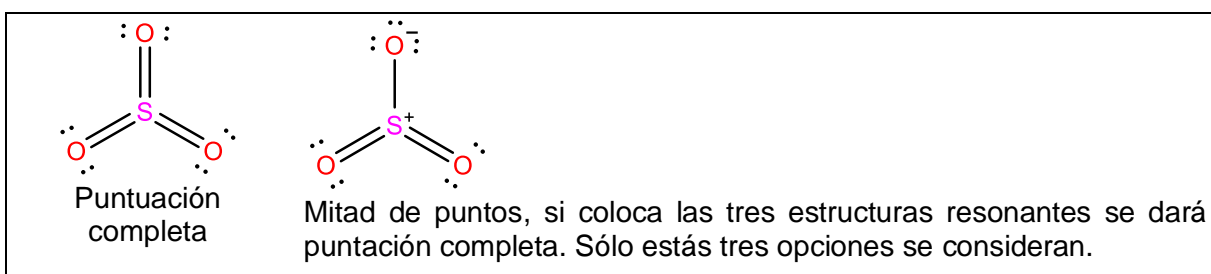 O O⁻
S S⁺
O O O O
Puntuación
completa
Mitad de puntos, si coloca las tres estructuras resonantes se dará
puntación completa. Sólo estás tres opciones se consideran.